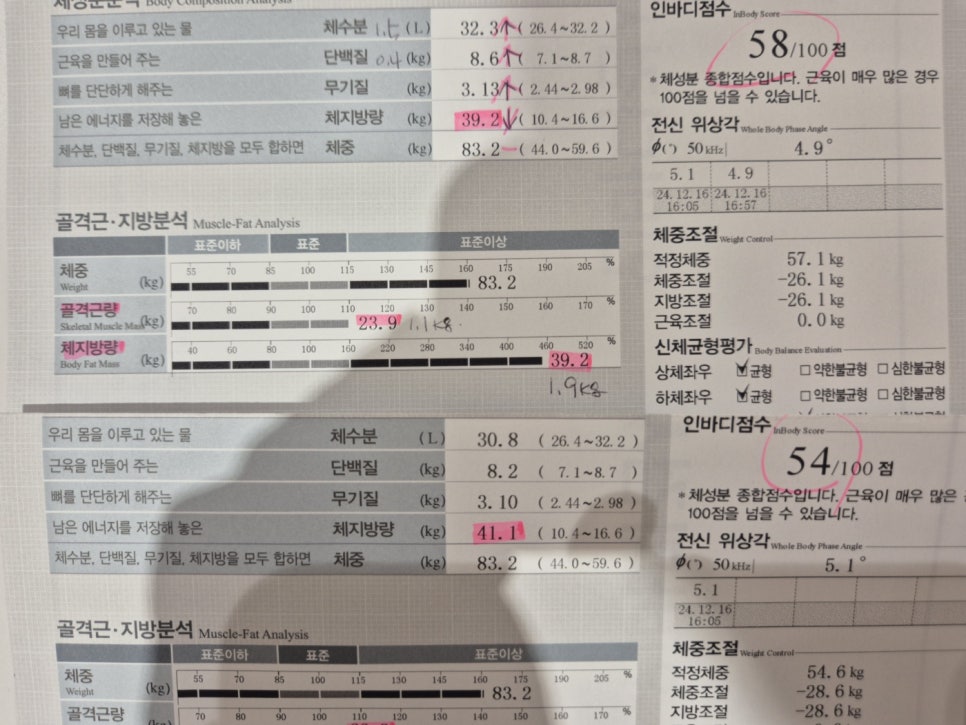 체성분분석 Body Composition Analysis
우리 몸을 이루고 있는 물 체수분 1.5 (L) 32.3↑ ( 26.4~32.2 )
근육을 만들어 주는 단백질 0.4 (kg) 8.6↑ ( 7.1~8.7 )
뼈를 단단하게 해주는 무기질 (kg) 3.13↑ ( 2.44~2.98 )
남은 에너지를 저장해 놓은 체지방량 (kg) 39.2↓ ( 10.4~16.6 )
체수분, 단백질, 무기질, 체지방을 모두 합하면 체중 (kg) 83.2 – ( 44.0~59.6 )
골격근·지방분석 Muscle-Fat Analysis
표준이하 표준 표준이상
체중 Weight (kg) 55 70 85 100 115 130 145 160 175 190 205 %
83.2
골격근량 Skeletal Muscle Mass (kg) 70 80 90 100 110 120 130 140 150 160 170 %
23.9 1.1kg.
체지방량 Body Fat Mass (kg) 40 60 80 100 160 220 280 340 400 460 520 %
39.2
1.9kg
인바디점수 InBody Score
58/100 점
* 체성분 종합점수입니다. 근육이 매우 많은 경우
100점을 넘을 수 있습니다.
전신 위상각 Whole Body Phase Angle
ϕ(°) 50 kHz| 4.9°
5.1 4.9
24.12.16 24.12.16
16:05 16:57
체중조절 Weight Control
적정체중 57.1 kg
체중조절 -26.1 kg
지방조절 -26.1 kg
근육조절 0.0 kg
신체균형평가 Body Balance Evaluation
상체좌우 ☑균형 □약한불균형 □심한불균형
하체좌우 ☑균형 □약한불균형 □심한불균형
우리 몸을 이루고 있는 물 체수분 (L) 30.8 ( 26.4~32.2 )
근육을 만들어 주는 단백질 (kg) 8.2 ( 7.1~8.7 )
뼈를 단단하게 해주는 무기질 (kg) 3.10 ( 2.44~2.98 )
남은 에너지를 저장해 놓은 체지방량 (kg) 41.1 ( 10.4~16.6 )
체수분, 단백질, 무기질, 체지방을 모두 합하면 체중 (kg) 83.2 ( 44.0~59.6 )
골격근·지방분석 Muscle-Fat Analysis
표준이하 표준 표준이상
체중 Weight (kg) 55 70 85 100 115 130 145 160 175 190 205 %
83.2
골격근량 (kg) 70 80 90 100 110 120 130 140 150 160 170 %
인바디점수 InBody Score
54/100 점
* 체성분 종합점수입니다. 근육이 매우 많은
100점을 넘을 수 있습니다.
전신 위상각 Whole Body Phase Angle
ϕ(°) 50 kHz| 5.1°
5.1
24.12.16
16:05
체중조절 Weight Control
적정체중 54.6 kg
체중조절 -28.6 kg
지방조절 -28.6 kg